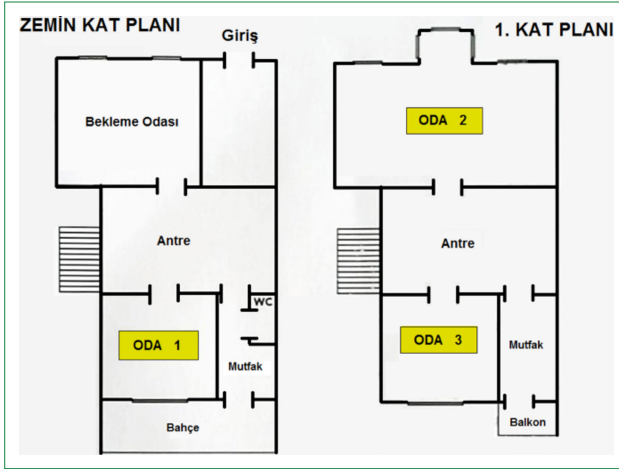 ZEMİN KAT PLANI
Giriş
Bekleme Odası
Antre
WC
ODA 1
Mutfak
Bahçe
1. KAT PLANI
ODA 2
Antre
ODA 3
Mutfak
Balkon